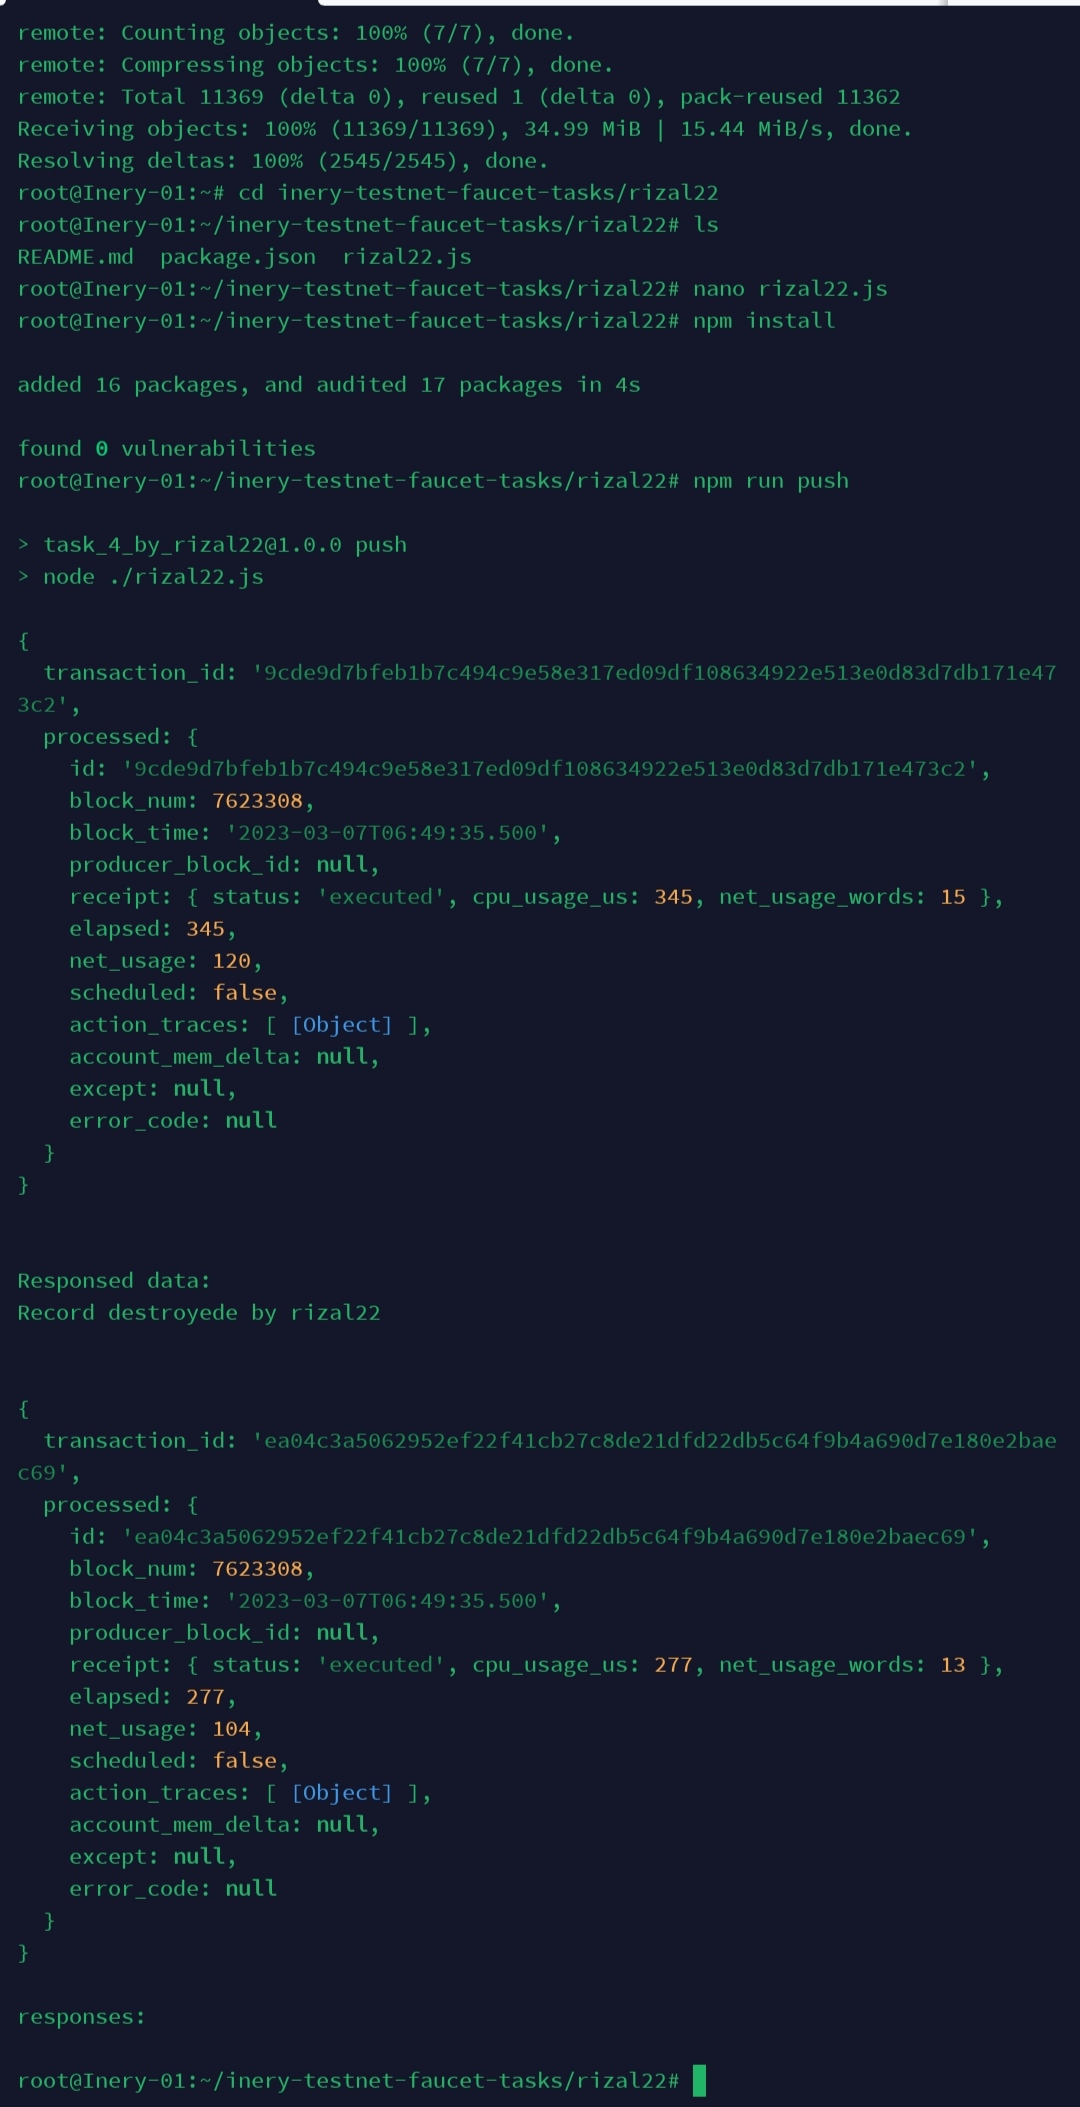 remote: Counting objects: 100% (7/7), done.
remote: Compressing objects: 100% (7/7), done.
remote: Total 11369 (delta 0), reused 1 (delta 0), pack-reused 11362
Receiving objects: 100% (11369/11369), 34.99 MiB | 15.44 MiB/s, done.
Resolving deltas: 100% (2545/2545), done.
root@Inery-01:~# cd inery-testnet-faucet-tasks/rizal22
root@Inery-01:~/inery-testnet-faucet-tasks/rizal22# ls
README.md  package.json  rizal22.js
root@Inery-01:~/inery-testnet-faucet-tasks/rizal22# nano rizal22.js
root@Inery-01:~/inery-testnet-faucet-tasks/rizal22# npm install

added 16 packages, and audited 17 packages in 4s

found 0 vulnerabilities
root@Inery-01:~/inery-testnet-faucet-tasks/rizal22# npm run push

> task_4_by_rizal22@1.0.0 push
> node ./rizal22.js

{
  transaction_id: '9cde9d7bfeb1b7c494c9e58e317ed09df108634922e513e0d83d7db171e47
3c2',
  processed: {
    id: '9cde9d7bfeb1b7c494c9e58e317ed09df108634922e513e0d83d7db171e473c2',
    block_num: 7623308,
    block_time: '2023-03-07T06:49:35.500',
    producer_block_id: null,
    receipt: { status: 'executed', cpu_usage_us: 345, net_usage_words: 15 },
    elapsed: 345,
    net_usage: 120,
    scheduled: false,
    action_traces: [ [Object] ],
    account_mem_delta: null,
    except: null,
    error_code: null
  }
}

Responsed data:
Record destroyede by rizal22

{
  transaction_id: 'ea04c3a5062952ef22f41cb27c8de21dfd22db5c64f9b4a690d7e180e2bae
c69',
  processed: {
    id: 'ea04c3a5062952ef22f41cb27c8de21dfd22db5c64f9b4a690d7e180e2baec69',
    block_num: 7623308,
    block_time: '2023-03-07T06:49:35.500',
    producer_block_id: null,
    receipt: { status: 'executed', cpu_usage_us: 277, net_usage_words: 13 },
    elapsed: 277,
    net_usage: 104,
    scheduled: false,
    action_traces: [ [Object] ],
    account_mem_delta: null,
    except: null,
    error_code: null
  }
}

responses:

root@Inery-01:~/inery-testnet-faucet-tasks/rizal22#